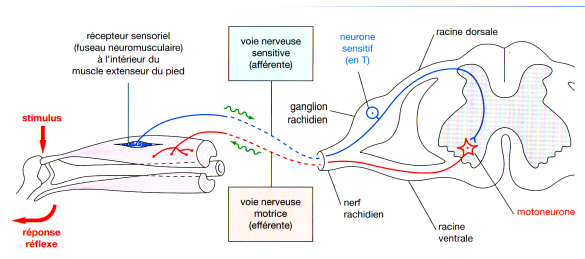 récepteur sensoriel
(fuseau neuromusculaire)
à l'intérieur du
muscle extenseur du pied
voie nerveuse
sensitive
(afférente)
neurone
sensitif
(en T)
racine dorsale
ganglion
rachidien
stimulus
réponse
réflexe
voie nerveuse
motrice
(efférente)
nerf
rachidien
racine
ventrale
motoneurone